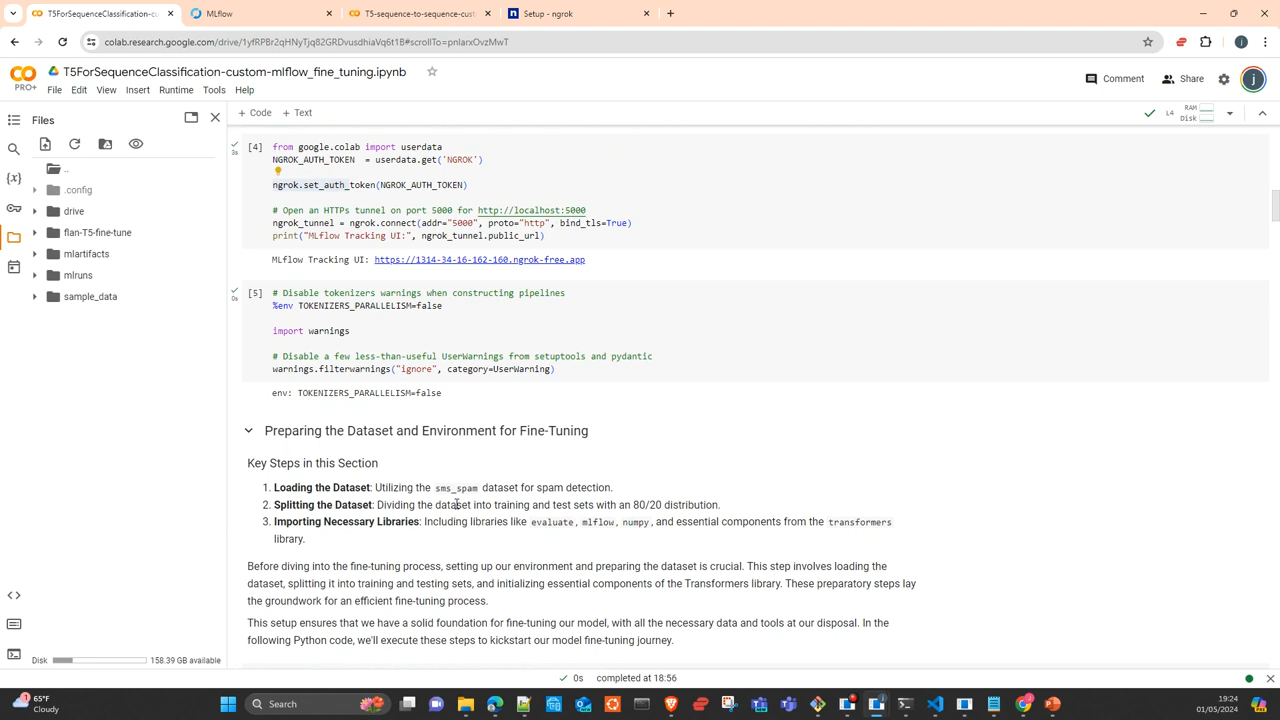 T5ForSequenceClassification-cu
MLflow
T5-sequence-to-sequence-cust
Setup - ngrok
colab.research.google.com/drive/1yfRPBr2qHNyTjq82GRDvusdhiaVq6t1B#scrollTo=pnlarxOvzMwT
T5ForSequenceClassification-custom-mlflow_fine_tuning.ipynb
PRO+
File Edit View Insert Runtime Tools Help
Comment
Share
j
Files
+ Code + Text
L4 RAM
Disk
..
.config
drive
flan-T5-fine-tune
mlartifacts
mlruns
sample_data
[4] from google.colab import userdata
3s NGROK_AUTH_TOKEN  = userdata.get('NGROK')
ngrok.set_auth_token(NGROK_AUTH_TOKEN)
# Open an HTTPs tunnel on port 5000 for http://localhost:5000
ngrok_tunnel = ngrok.connect(addr="5000", proto="http", bind_tls=True)
print("MLflow Tracking UI:", ngrok_tunnel.public_url)
MLflow Tracking UI: https://1314-34-16-162-160.ngrok-free.app
[5] # Disable tokenizers warnings when constructing pipelines
0s %env TOKENIZERS_PARALLELISM=false
import warnings
# Disable a few less-than-useful UserWarnings from setuptools and pydantic
warnings.filterwarnings("ignore", category=UserWarning)
env: TOKENIZERS_PARALLELISM=false
Preparing the Dataset and Environment for Fine-Tuning
Key Steps in this Section
1. Loading the Dataset: Utilizing the sms_spam dataset for spam detection.
2. Splitting the Dataset: Dividing the dataset into training and test sets with an 80/20 distribution.
3. Importing Necessary Libraries: Including libraries like evaluate, mlflow, numpy, and essential components from the transformers
library.
Before diving into the fine-tuning process, setting up our environment and preparing the dataset is crucial. This step involves loading the
dataset, splitting it into training and testing sets, and initializing essential components of the Transformers library. These preparatory steps lay
the groundwork for an efficient fine-tuning process.
This setup ensures that we have a solid foundation for fine-tuning our model, with all the necessary data and tools at our disposal. In the
following Python code, we'll execute these steps to kickstart our model fine-tuning journey.
Disk 158.39 GB available
0s completed at 18:56
65°F
Cloudy
Search
19:24
01/05/2024